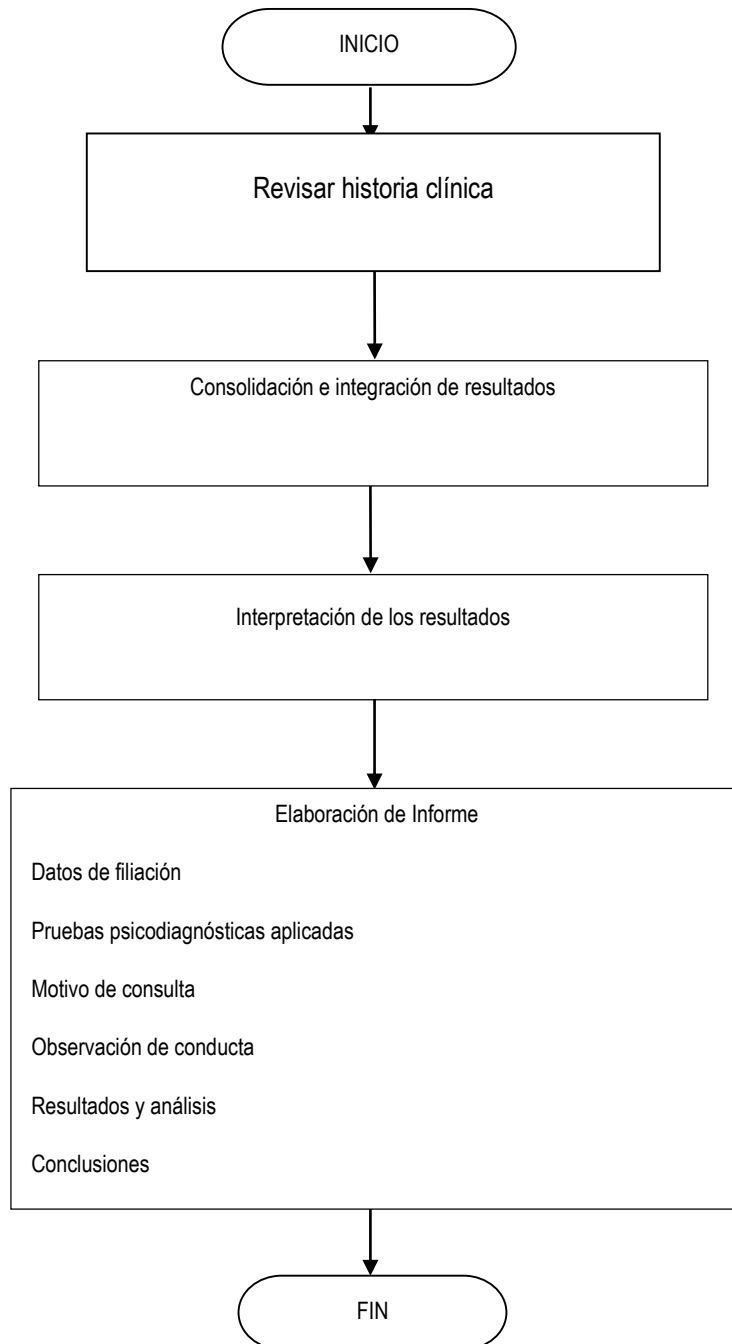 INICIO
Revisar historia clínica
Consolidación e integración de resultados
Interpretación de los resultados
Elaboración de Informe
Datos de filiación
Pruebas psicodiagnósticas aplicadas
Motivo de consulta
Observación de conducta
Resultados y análisis
Conclusiones
FIN